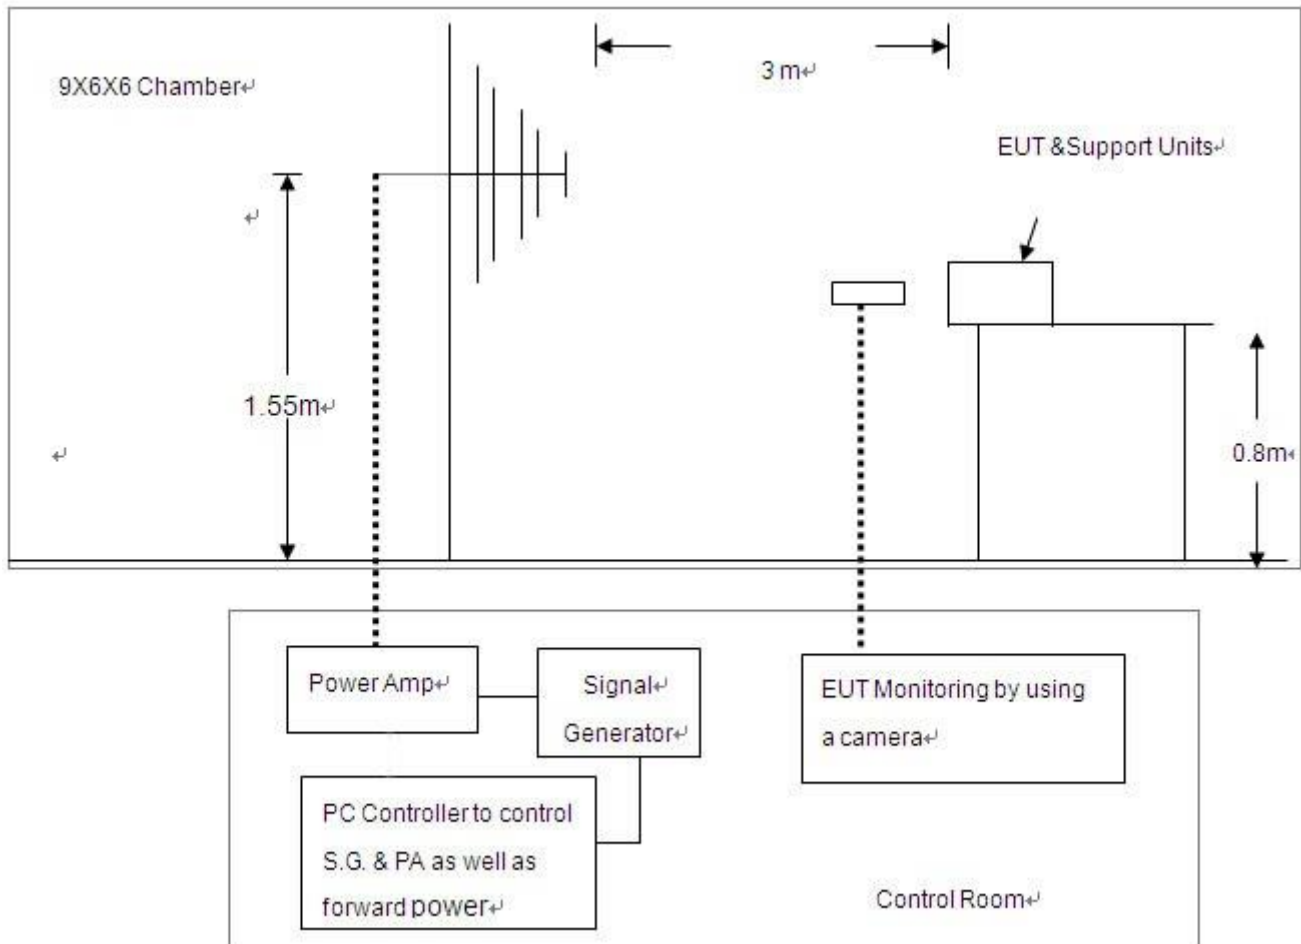 3 m↵
9X6X6 Chamber↵
EUT &Support Units↵
↵
1.55m↵
↵
0.8m↵
Power Amp↵
Signal↵
Generator↵
EUT Monitoring by using
a camera↵
PC Controller to control
S.G. & PA as well as
forward power↵
Control Room↵